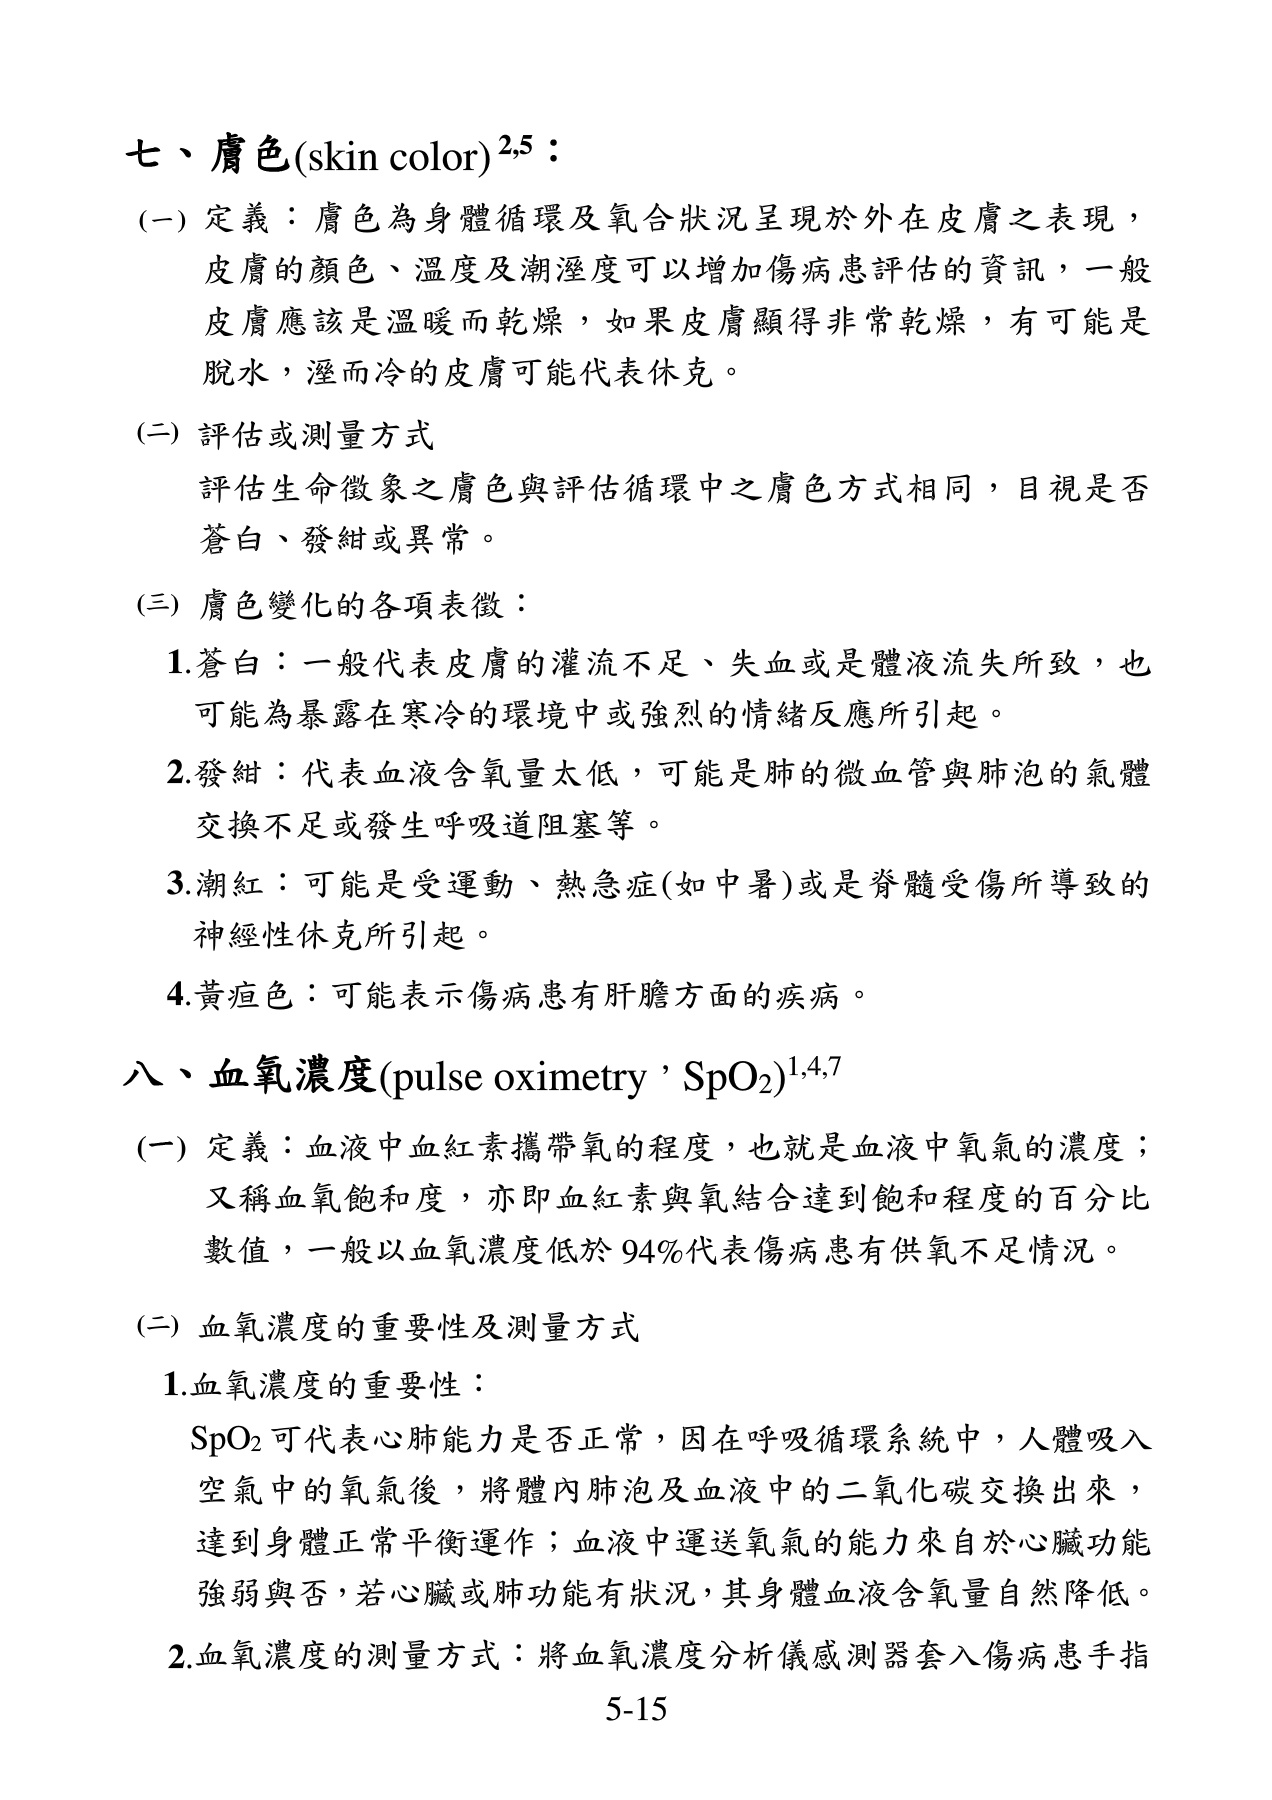 七、膚色(skin color) 2,5：
(一) 定義：膚色為身體循環及氧合狀況呈現於外在皮膚之表現，
皮膚的顏色、溫度及潮溼度可以增加傷病患評估的資訊，一般
皮膚應該是溫暖而乾燥，如果皮膚顯得非常乾燥，有可能是
脫水，溼而冷的皮膚可能代表休克。
(二) 評估或測量方式
評估生命徵象之膚色與評估循環中之膚色方式相同，目視是否
蒼白、發紺或異常。
(三) 膚色變化的各項表徵：
1.蒼白：一般代表皮膚的灌流不足、失血或是體液流失所致，也
可能為暴露在寒冷的環境中或強烈的情緒反應所引起。
2.發紺：代表血液含氧量太低，可能是肺的微血管與肺泡的氣體
交換不足或發生呼吸道阻塞等。
3.潮紅：可能是受運動、熱急症(如中暑)或是脊髓受傷所導致的
神經性休克所引起。
4.黃疸色：可能表示傷病患有肝膽方面的疾病。
八、血氧濃度(pulse oximetry，SpO2)1,4,7
(一) 定義：血液中血紅素攜帶氧的程度，也就是血液中氧氣的濃度；
又稱血氧飽和度，亦即血紅素與氧結合達到飽和程度的百分比
數值，一般以血氧濃度低於 94%代表傷病患有供氧不足情況。
(二) 血氧濃度的重要性及測量方式
1.血氧濃度的重要性：
SpO2 可代表心肺能力是否正常，因在呼吸循環系統中，人體吸入
空氣中的氧氣後，將體內肺泡及血液中的二氧化碳交換出來，
達到身體正常平衡運作；血液中運送氧氣的能力來自於心臟功能
強弱與否，若心臟或肺功能有狀況，其身體血液含氧量自然降低。
2.血氧濃度的測量方式：將血氧濃度分析儀感測器套入傷病患手指
5-15